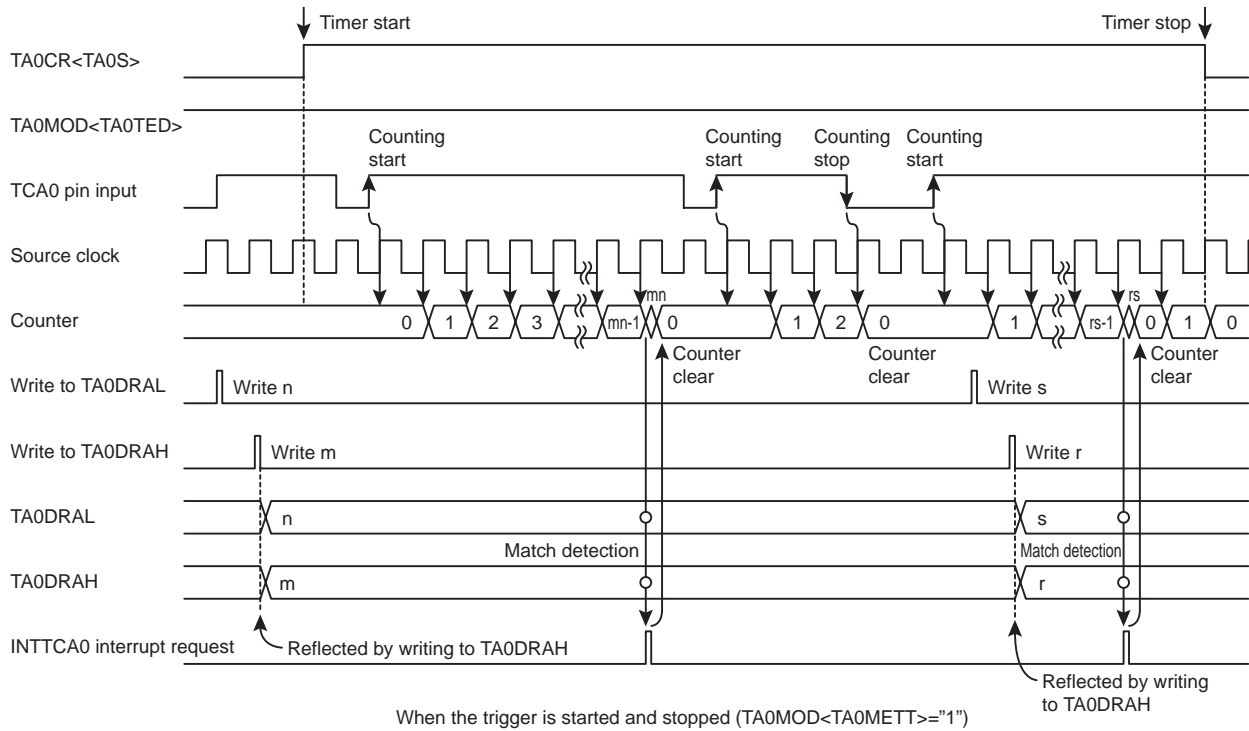 Timer start
Timer stop
TA0CR<TA0S>
TA0MOD<TA0TED>
Counting start
Counting start
Counting stop
Counting start
TCA0 pin input
Source clock
mn
rs
Counter
0 1 2 3 mn-1 0 1 2 0 1 rs-1 0 1 0
Counter clear
Counter clear
Counter clear
Write to TA0DRAL
Write n
Write s
Write to TA0DRAH
Write m
Write r
TA0DRAL
n
s
Match detection
Match detection
TA0DRAH
m
r
INTTCA0 interrupt request
Reflected by writing to TA0DRAH
Reflected by writing
to TA0DRAH
When the trigger is started and stopped (TA0MOD<TA0METT>=”1”)